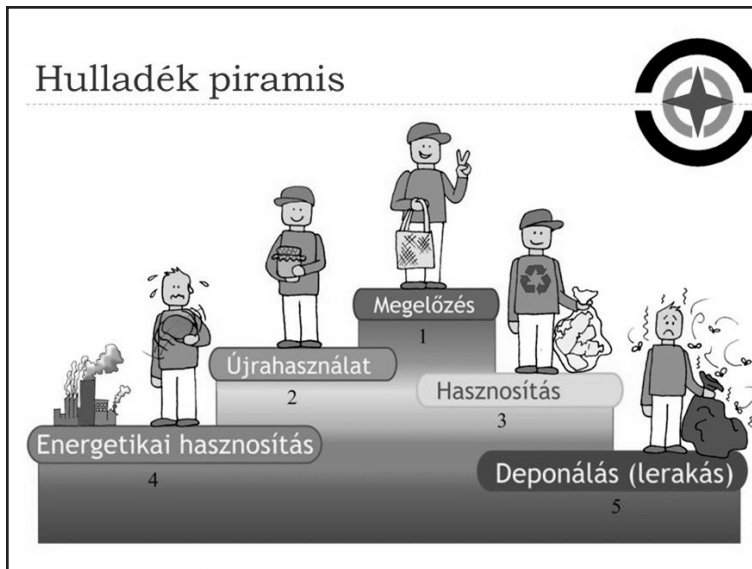 Hulladék piramis
Megelőzés
1
Újrahasználat
2
Hasznosítás
3
Energetikai hasznosítás
4
Deponálás (lerakás)
5